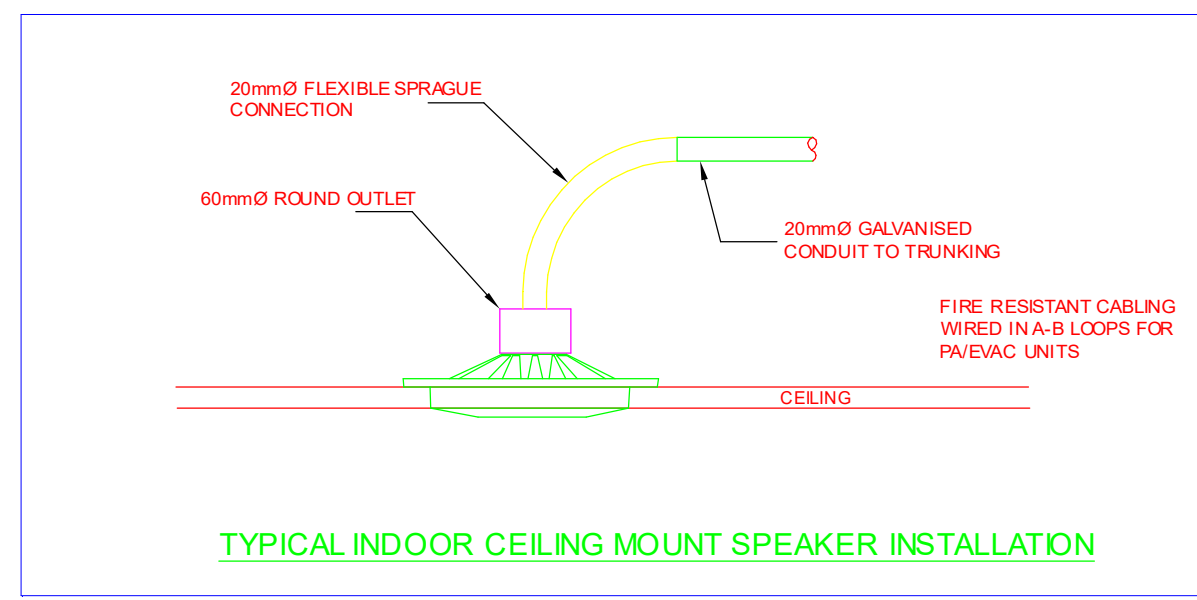 20mmØ FLEXIBLE SPRAGUE
CONNECTION
60mmØ ROUND OUTLET
20mmØ GALVANISED
CONDUIT TO TRUNKING
FIRE RESISTANT CABLING
WIRED IN A-B LOOPS FOR
PA/EVAC UNITS
CEILING
TYPICAL INDOOR CEILING MOUNT SPEAKER INSTALLATION